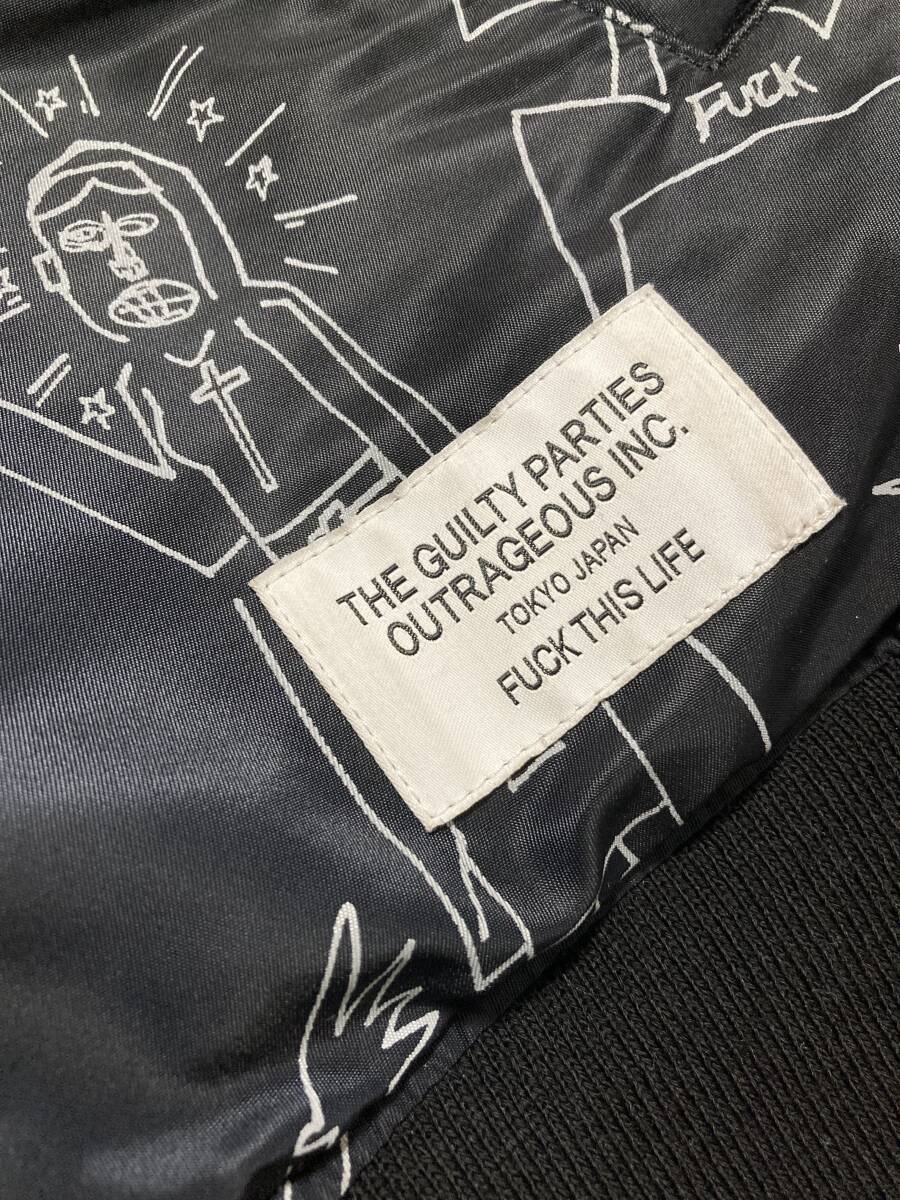 FUCK
THE GUILTY PARTIES
OUTRAGEOUS INC.
TOKYO JAPAN
FUCK THIS LIFE